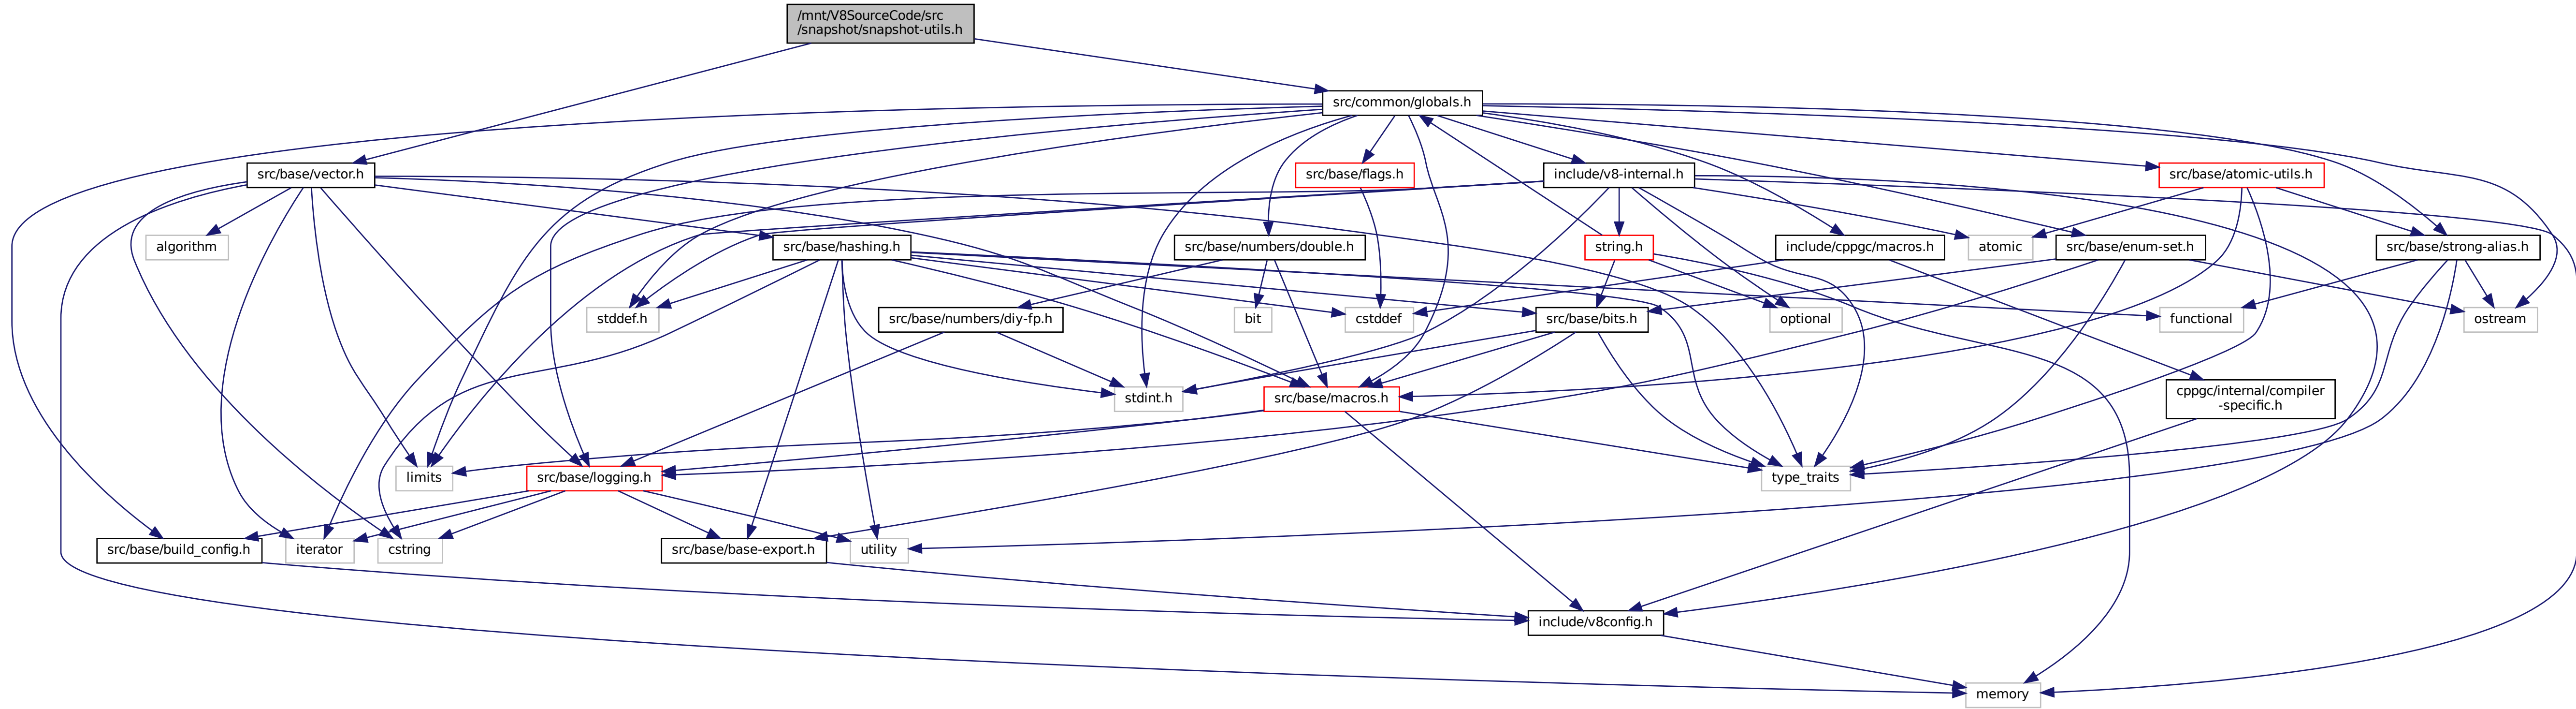 /mnt/V8SourceCode/src
/snapshot/snapshot-utils.h
src/common/globals.h
src/base/vector.h
src/base/flags.h
include/v8-internal.h
src/base/atomic-utils.h
algorithm
src/base/hashing.h
src/base/numbers/double.h
string.h
include/cppgc/macros.h
atomic
src/base/enum-set.h
src/base/strong-alias.h
stddef.h
src/base/numbers/diy-fp.h
bit
cstddef
src/base/bits.h
optional
functional
ostream
stdint.h
src/base/macros.h
cppgc/internal/compiler
-specific.h
limits
src/base/logging.h
type_traits
src/base/build_config.h
iterator
cstring
src/base/base-export.h
utility
include/v8config.h
memory